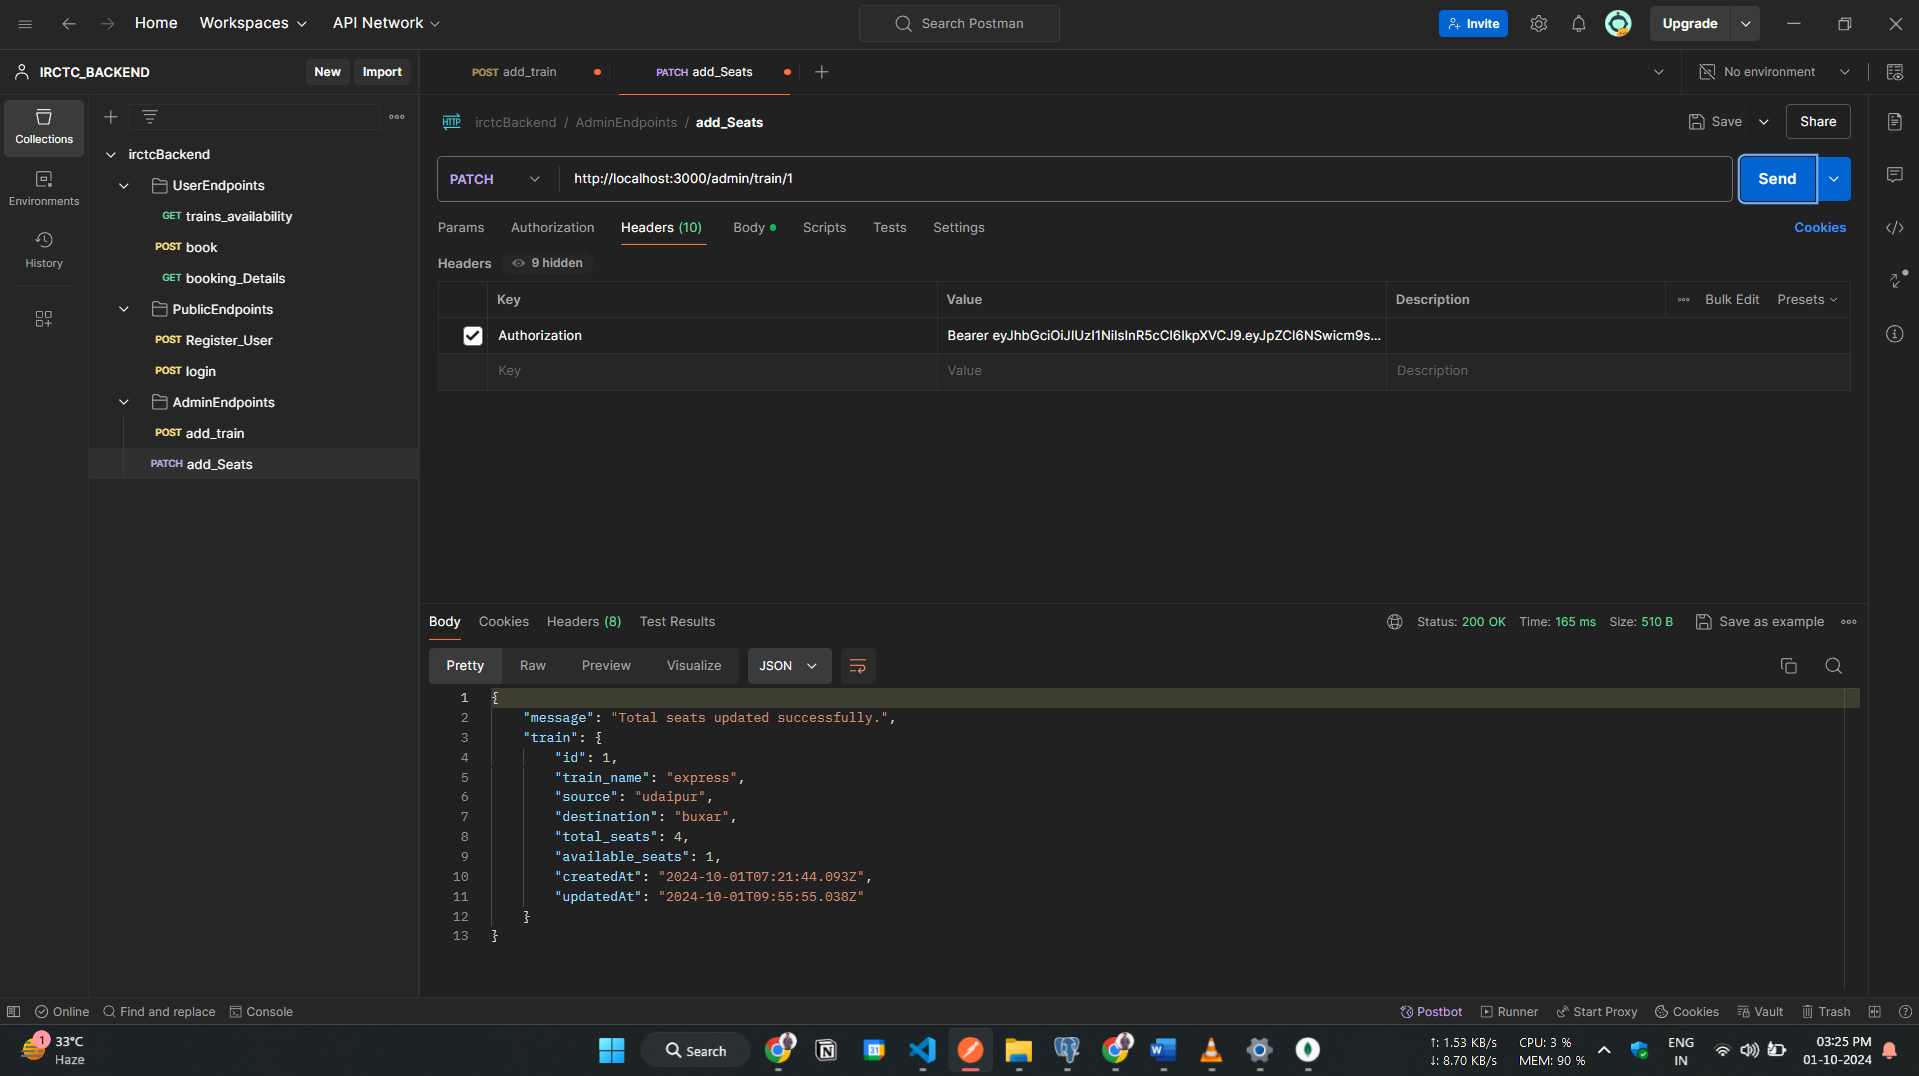 Home Workspaces API Network Search Postman Invite Upgrade
IRCTC_BACKEND New Import POST add_train PATCH add_Seats No environment
Collections
Environments
History
irctcBackend
UserEndpoints
GET trains_availability
POST book
GET booking_Details
PublicEndpoints
POST Register_User
POST login
AdminEndpoints
POST add_train
PATCH add_Seats
HTTP irctcBackend / AdminEndpoints / add_Seats Save Share
PATCH http://localhost:3000/admin/train/1 Send
Params Authorization Headers (10) Body Scripts Tests Settings Cookies
Headers 9 hidden
Key Value Description Bulk Edit Presets
Authorization Bearer eyJhbGciOiJIUzI1NiIsInR5cCI6IkpXVCJ9.eyJpZCI6NSwicm9s...
Key Value Description
Body Cookies Headers (8) Test Results Status: 200 OK Time: 165 ms Size: 510 B Save as example
Pretty Raw Preview Visualize JSON
1 {
2 "message": "Total seats updated successfully.",
3 "train": {
4 "id": 1,
5 "train_name": "express",
6 "source": "udaipur",
7 "destination": "buxar",
8 "total_seats": 4,
9 "available_seats": 1,
10 "createdAt": "2024-10-01T07:21:44.093Z",
11 "updatedAt": "2024-10-01T09:55:55.038Z"
12 }
13 }
Online Find and replace Console Postbot Runner Start Proxy Cookies Vault Trash
1 33°C
Haze
Search
31
↑: 1.53 KB/s CPU: 3 %
↓: 8.70 KB/s MEM: 90 %
ENG
IN
03:25 PM
01-10-2024